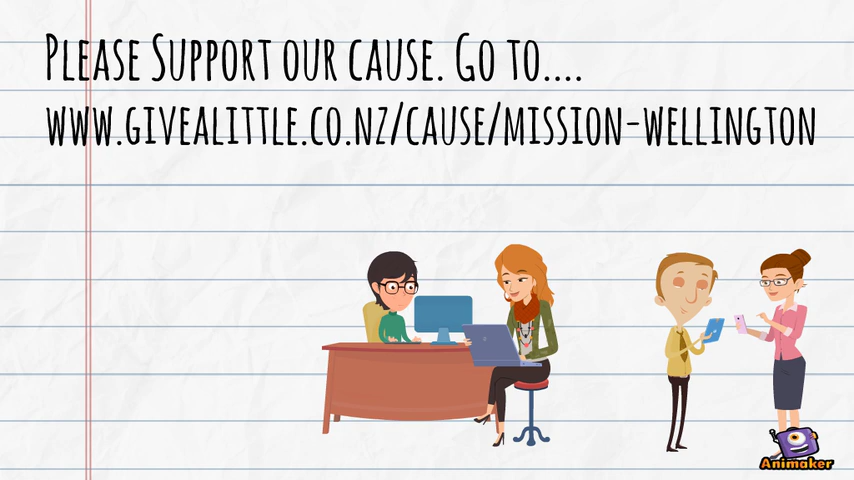 Please Support our cause. Go to....
www.givealittle.co.nz/cause/mission-wellington
Animaker